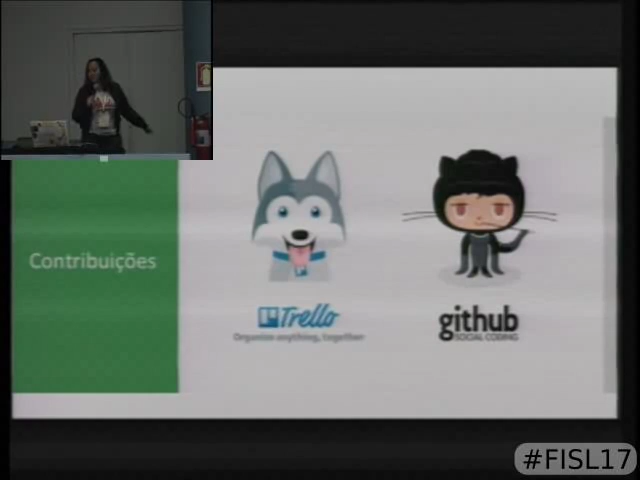 Contribuições
Trello
Organize anything, together
github
SOCIAL CODING
#FISL17